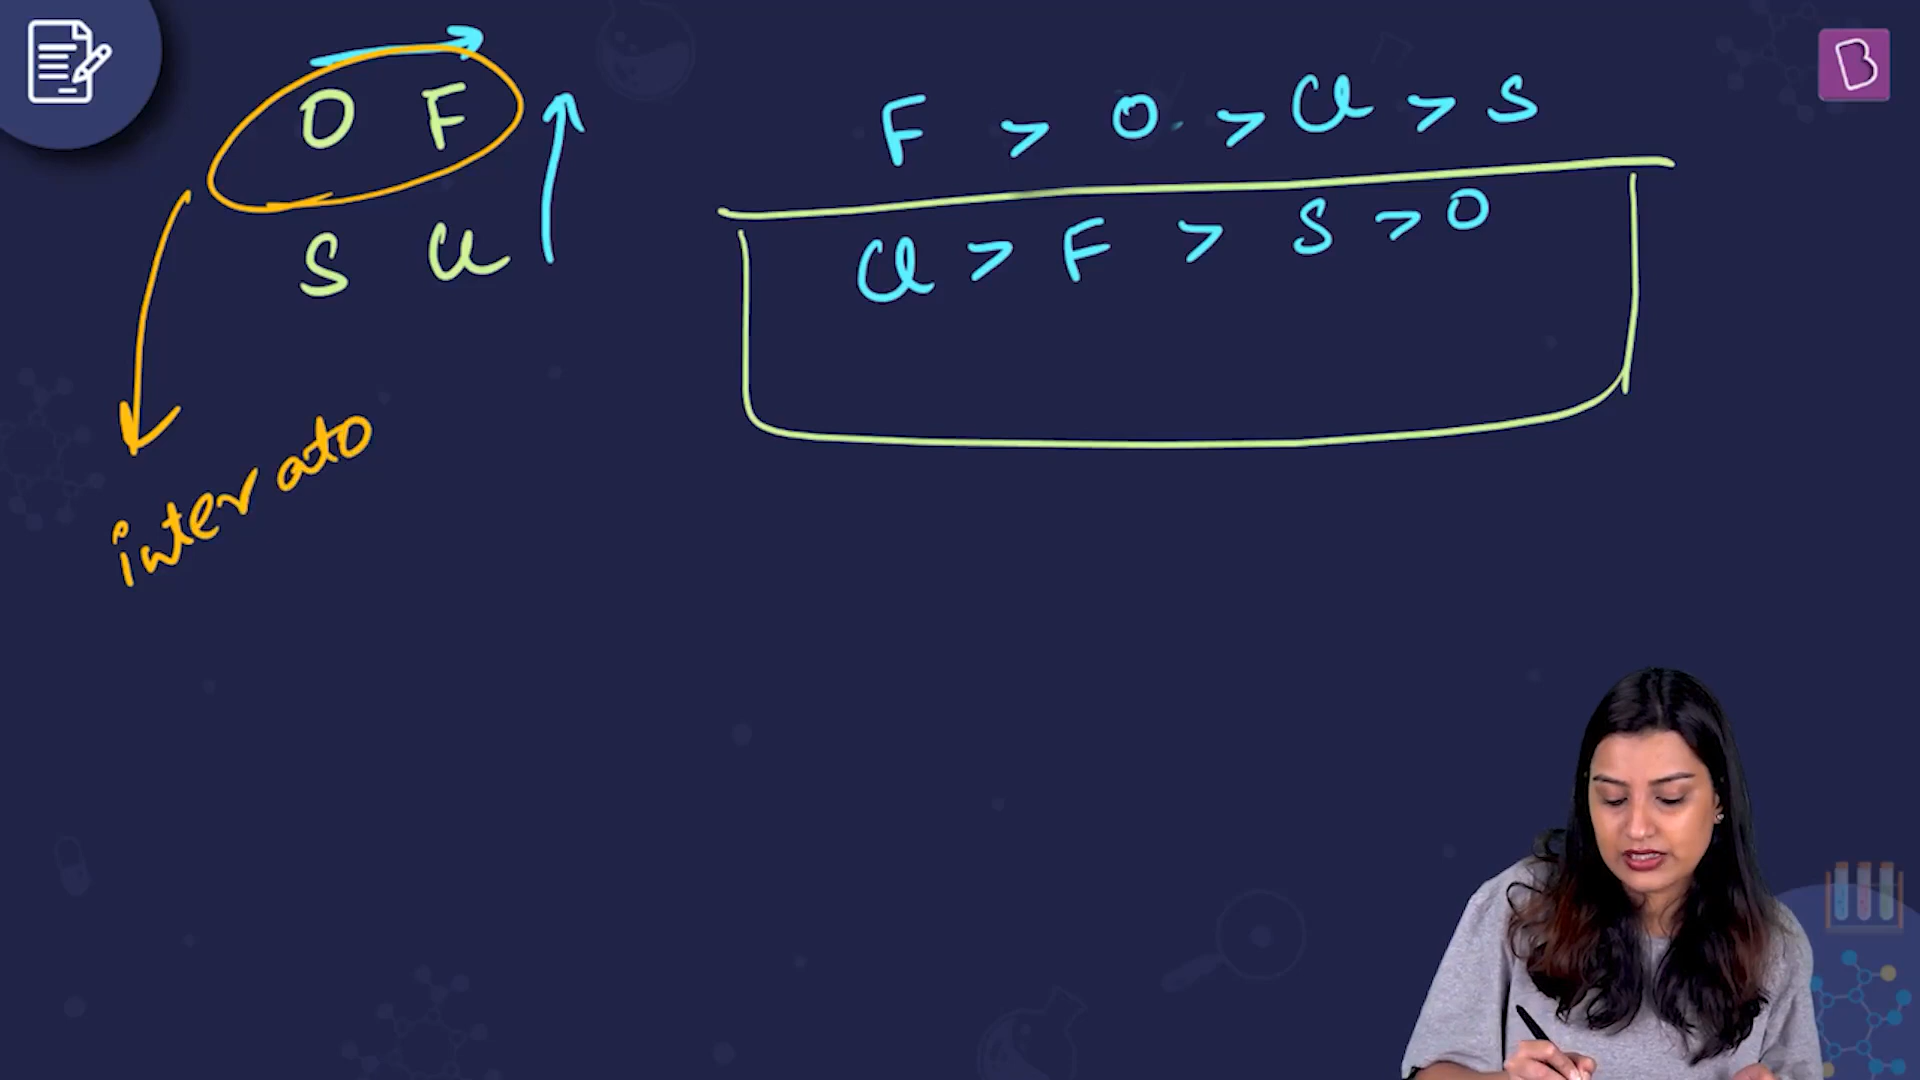 O F
S Cl
interato
F > O > Cl > S
Cl > F > S > O
B